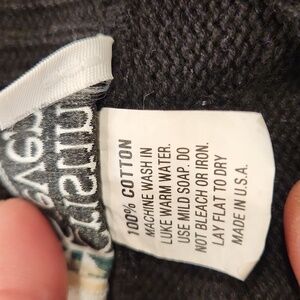 100% COTTON
MACHINE WASH IN
LUKE WARM WATER.
USE MILD SOAP. DO
NOT BLEACH OR IRON.
LAY FLAT TO DRY
MADE IN U.S.A.